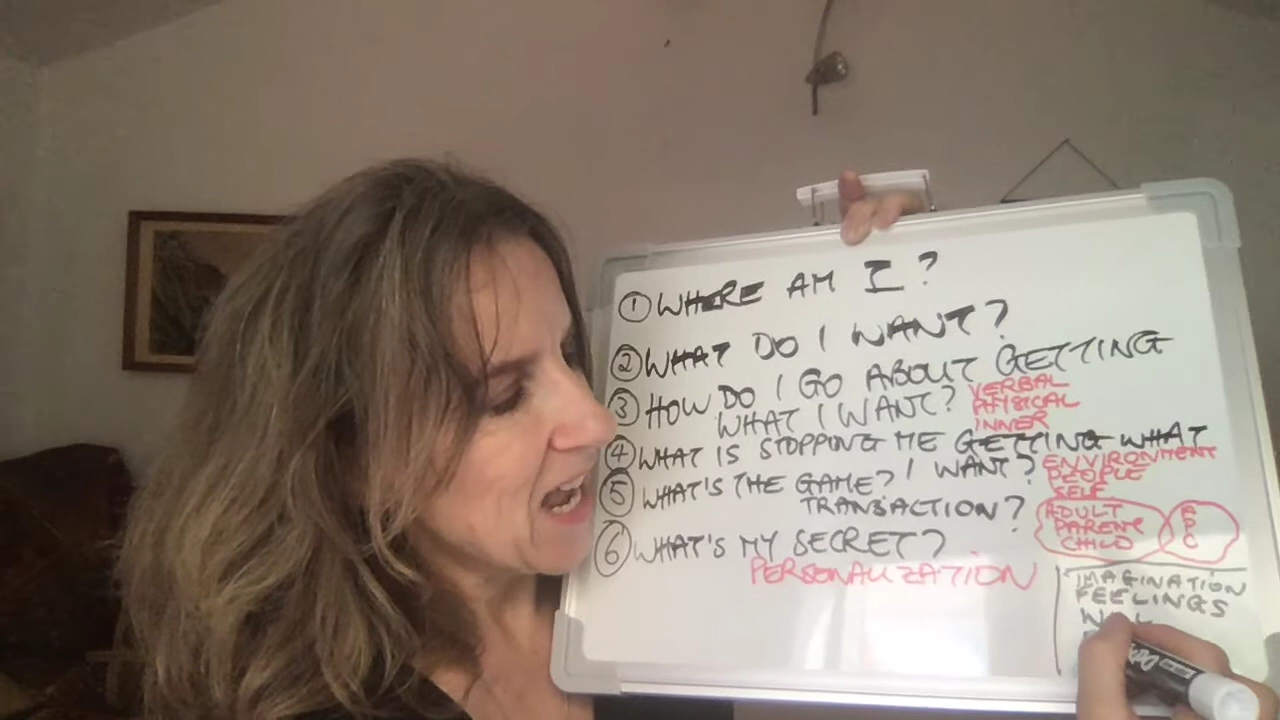 ① WHERE AM I?
② WHAT DO I WANT?
③ HOW DO I GO ABOUT GETTING
WHAT I WANT? VERBAL
PHYSICAL
INNER
④ WHAT IS STOPPING ME GETTING WHAT
I WANT? ENVIRONMENT
PEOPLE
SELF
⑤ WHAT'S THE GAME?
TRANSACTION? ADULT
PARENT
CHILD
A
P
C
⑥ WHAT'S MY SECRET?
PERSONALIZATION
IMAGINATION
FEELINGS